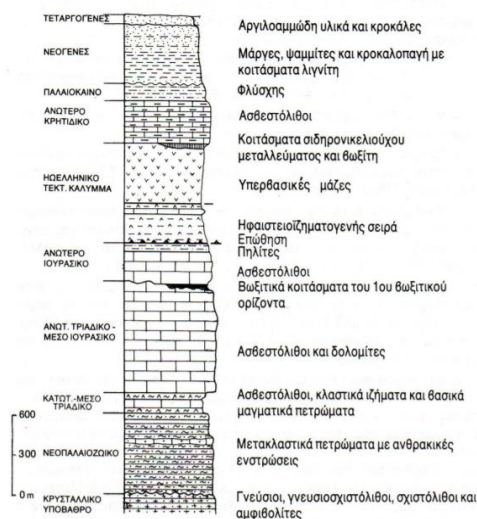 ΤΕΤΑΡΤΟΓΕΝΕΣ
Αργιλοαμμώδη υλικά και κροκάλες
ΝΕΟΓΕΝΕΣ
Μάργες, ψαμμίτες και κροκαλοπαγή με
κοιτάσματα λιγνίτη
ΠΑΛΑΙΟΚΑΙΝΟ
Φλύσχης
ΑΝΩΤΕΡΟ
ΚΡΗΤΙΔΙΚΟ
Ασβεστόλιθοι
Κοιτάσματα σιδηρονικελιούχου
μεταλλεύματος και βωξίτη
ΗΩΕΛΛΗΝΙΚΟ
ΤΕΚΤ. ΚΑΛΥΜΜΑ
Υπερβασικές μάζες
Ηφαιστειοϊζηματογενής σειρά
Επώθηση
Πηλίτες
ΑΝΩΤΕΡΟ
ΙΟΥΡΑΣΙΚΟ
Ασβεστόλιθοι
Βωξιτικά κοιτάσματα του 1ου βωξιτικού
ορίζοντα
ΑΝΩΤ. ΤΡΙΑΔΙΚΟ -
ΜΕΣΟ ΙΟΥΡΑΣΙΚΟ
Ασβεστόλιθοι και δολομίτες
ΚΑΤΩΤ.-ΜΕΣΟ
ΤΡΙΑΔΙΚΟ
Ασβεστόλιθοι, κλαστικά ιζήματα και βασικά
μαγματικά πετρώματα
600
300
0 m
ΝΕΟΠΑΛΑΙΟΖΩΙΚΟ
Μετακλαστικά πετρώματα με ανθρακικές
ενστρώσεις
ΚΡΥΣΤΑΛΛΙΚΟ
ΥΠΟΒΑΘΡΟ
Γνεύσιοι, γνευσιοσχιστόλιθοι, σχιστόλιθοι και
αμφιβολίτες